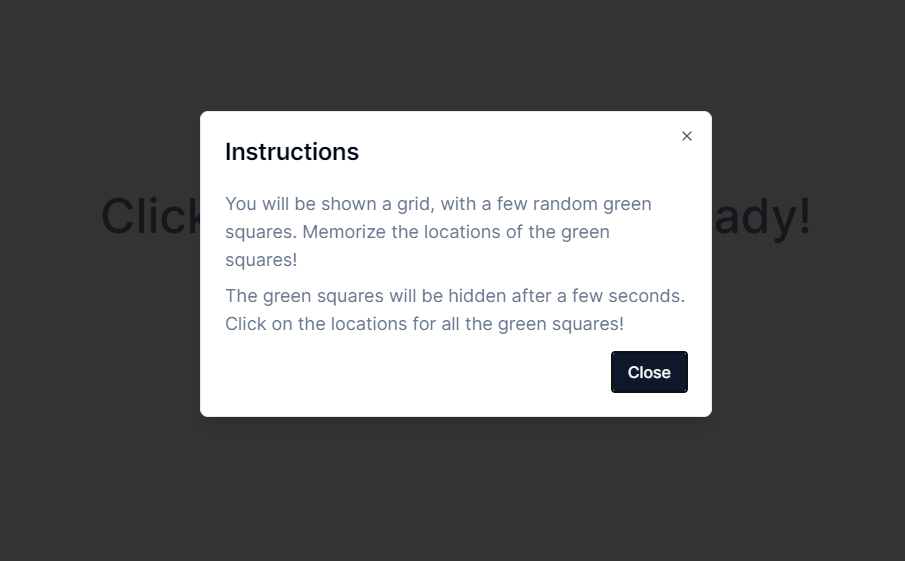 Instructions
You will be shown a grid, with a few random green
squares. Memorize the locations of the green
squares!
Click
The green squares will be hidden after a few seconds.
Click on the locations for all the green squares!
Close